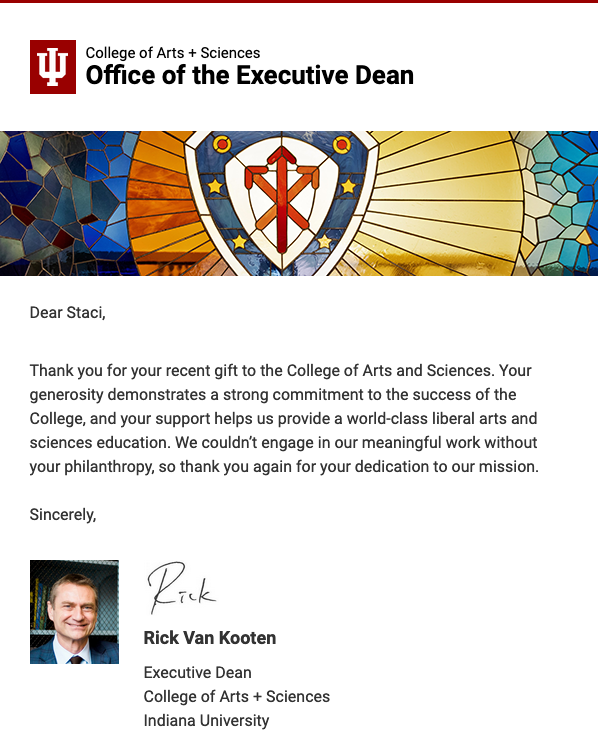 College of Arts + Sciences
Office of the Executive Dean
Dear Staci,
Thank you for your recent gift to the College of Arts and Sciences. Your
generosity demonstrates a strong commitment to the success of the
College, and your support helps us provide a world-class liberal arts and
sciences education. We couldn’t engage in our meaningful work without
your philanthropy, so thank you again for your dedication to our mission.
Sincerely,
Rick
Rick Van Kooten
Executive Dean
College of Arts + Sciences
Indiana University